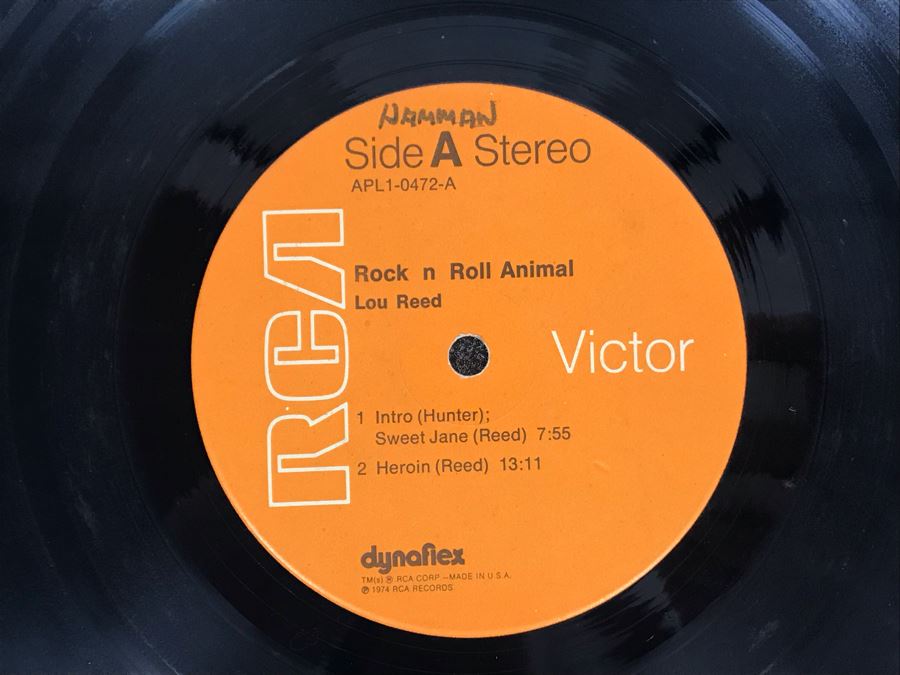 HAMMAN
Side A Stereo
APL1-0472-A
RCA
Rock n Roll Animal
Lou Reed
Victor
1 Intro (Hunter);
Sweet Jane (Reed) 7:55
2 Heroin (Reed) 13:11
dynaflex
TM(s) ® RCA CORP —MADE IN U.S.A.
℗ 1974 RCA RECORDS